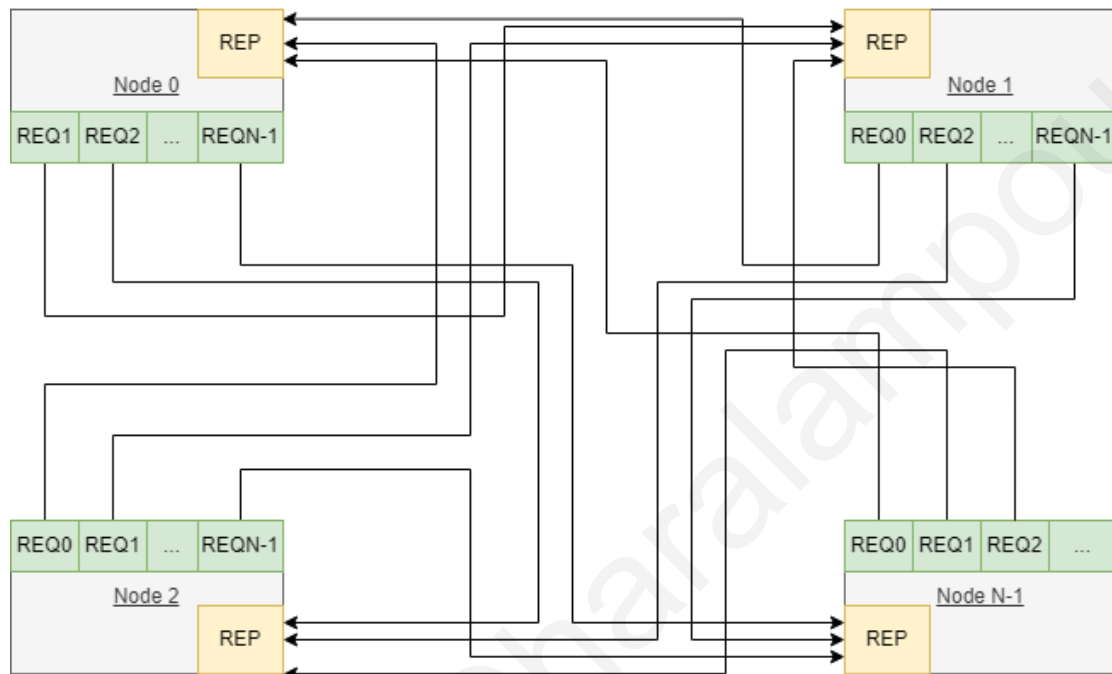 REP
REP
Node 0
Node 1
REQ1 REQ2 ... REQN-1
REQ0 REQ2 ... REQN-1
REQ0 REQ1 ... REQN-1
REQ0 REQ1 REQ2 ...
Node 2
Node N-1
REP
REP